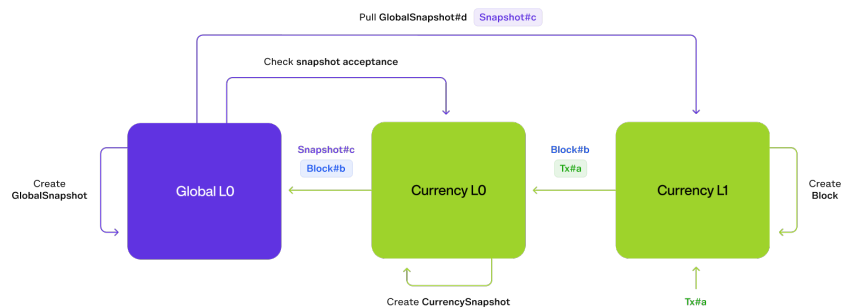 Pull GlobalSnapshot#d Snapshot#c
Check snapshot acceptance
Snapshot#c
Block#b
Block#b
Tx#a
Create
GlobalSnapshot
Global L0
Currency L0
Currency L1
Create
Block
Create CurrencySnapshot
Tx#a